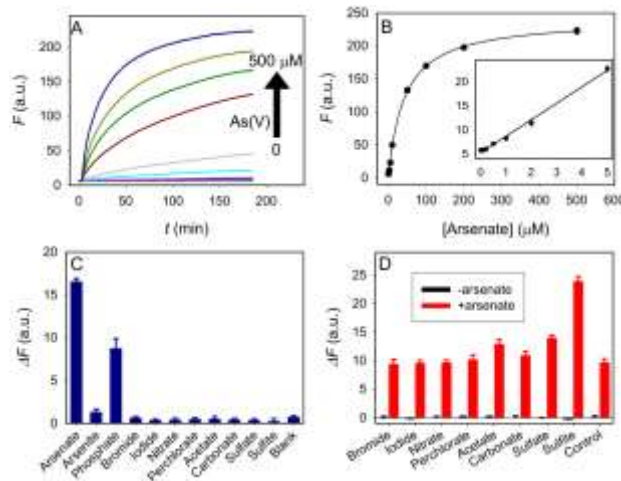 A
F (a.u.)
200
150
100
50
0
500 μM
As(V)
0
0
50
100
150
200
250
t (min)
B
F (a.u.)
250
200
150
100
50
0
20
15
10
5
0
1
2
3
4
5
0
100
200
300
400
500
600
[Arsenate] (μM)
C
ΔF (a.u.)
20
15
10
5
0
Arsenate
Arsenite
Phosphate
Bromide
Iodide
Nitrate
Perchlorate
Acetate
Carbonate
Sulfate
Sulfite
Blank
D
ΔF (a.u.)
25
20
15
10
5
0
-arsenate
+arsenate
Bromide
Iodide
Nitrate
Perchlorate
Acetate
Carbonate
Sulfate
Sulfite
Control